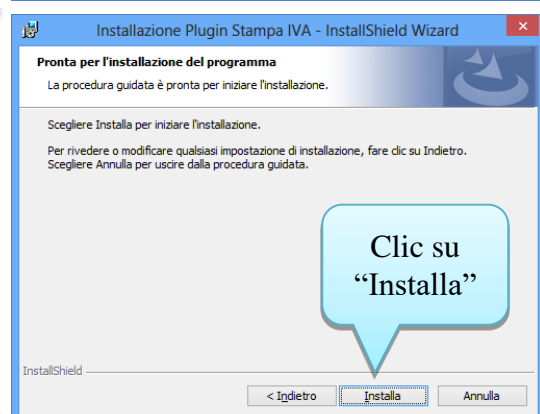 Installazione Plugin Stampa IVA - InstallShield Wizard
Pronta per l'installazione del programma
La procedura guidata è pronta per iniziare l'installazione.
Scegliere Installa per iniziare l'installazione.
Per rivedere o modificare qualsiasi impostazione di installazione, fare clic su Indietro.
Scegliere Annulla per uscire dalla procedura guidata.
Clic su
“Installa”
InstallShield
< Indietro Installa Annulla